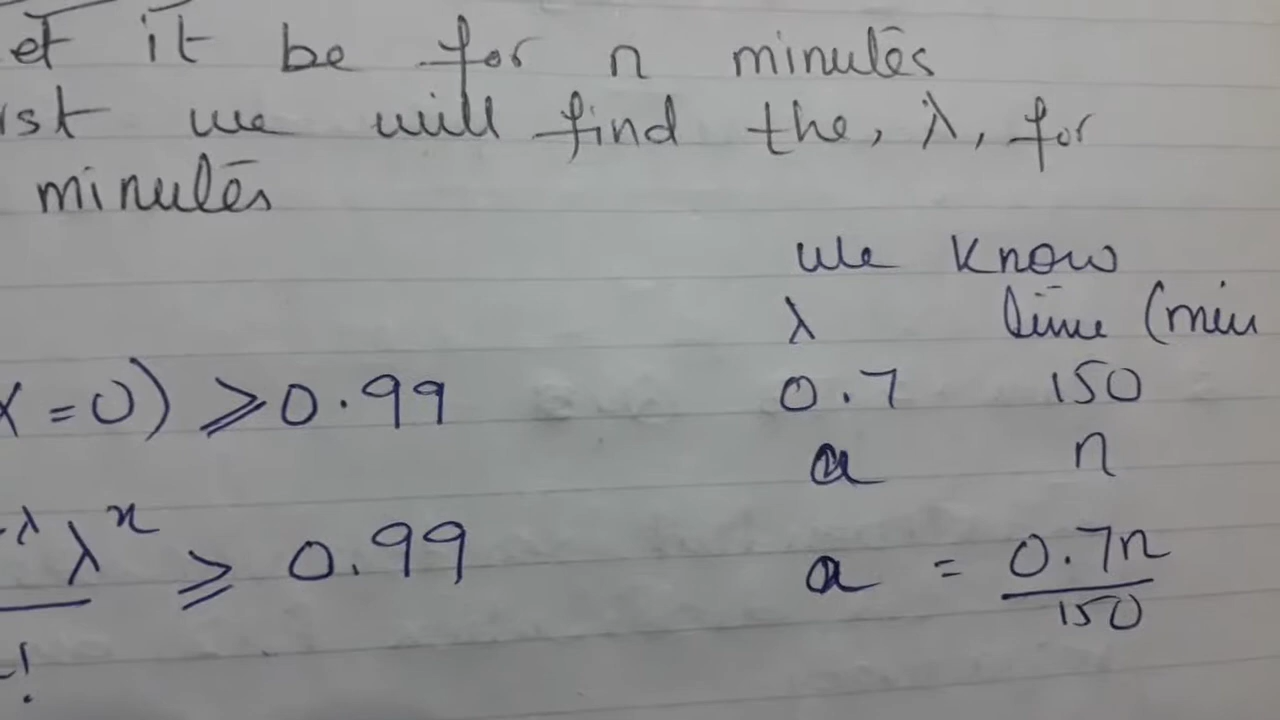 et it be for n minutes
rst we will find the, λ, for
minutes
we know
λ time (min
X = 0) ⩾ 0.99
0.7 150
a n
-λ λ^x ⩾ 0.99
a = 0.7n
150
!